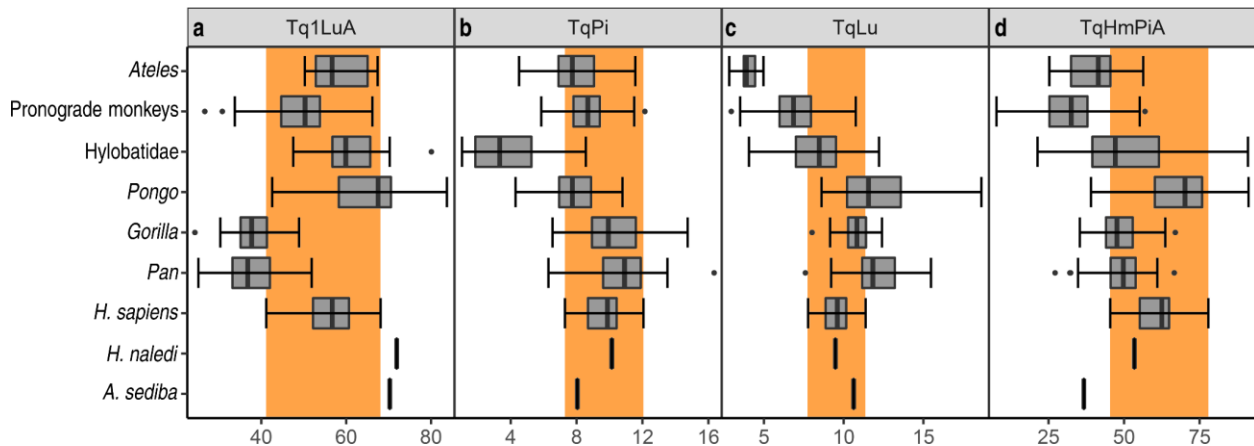 a Tq1LuA b TqPi c TqLu d TqHmPiA
Ateles
Pronograde monkeys
Hylobatidae
Pongo
Gorilla
Pan
H. sapiens
H. naledi
A. sediba
40 60 80 4 8 12 16 5 10 15 25 50 75